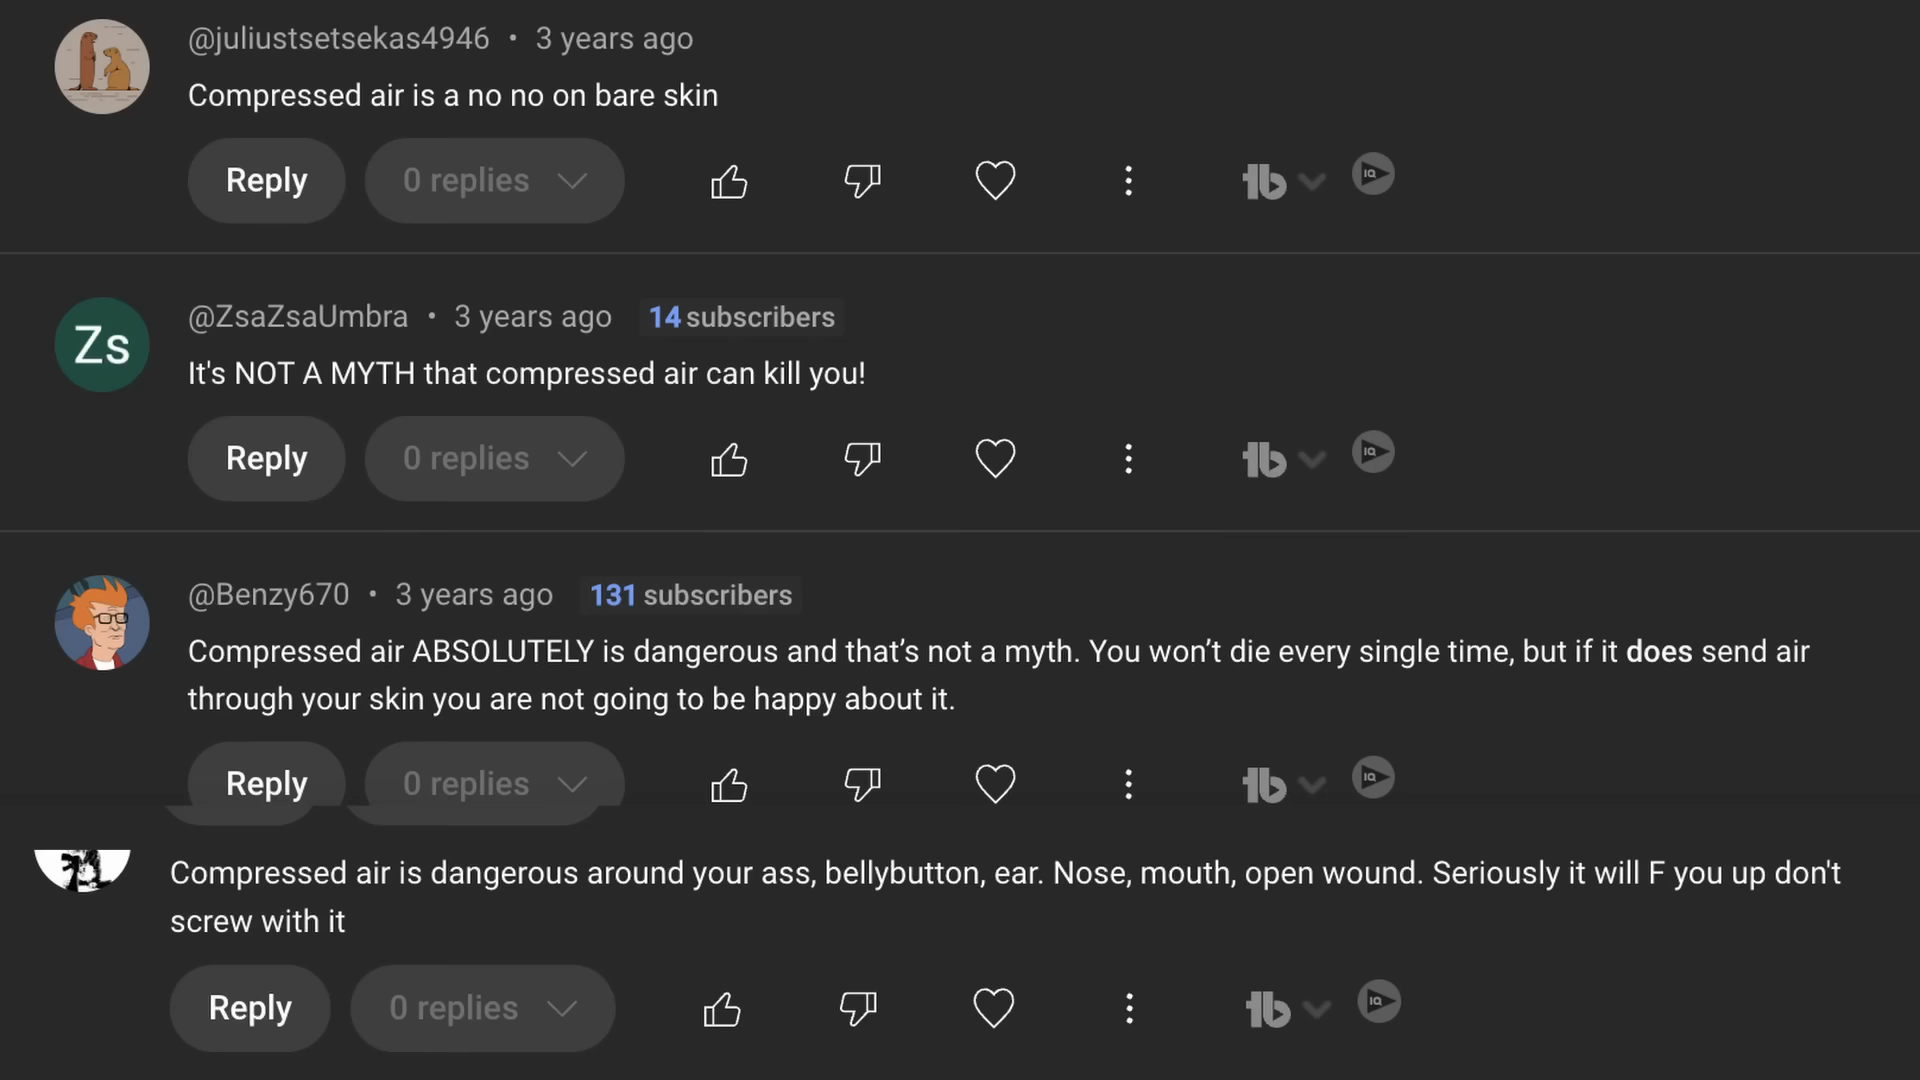 @juliustsetsekas4946 • 3 years ago
Compressed air is a no no on bare skin
Reply 0 replies
Zs
@ZsaZsaUmbra • 3 years ago 14 subscribers
It's NOT A MYTH that compressed air can kill you!
Reply 0 replies
@Benzy670 • 3 years ago 131 subscribers
Compressed air ABSOLUTELY is dangerous and that’s not a myth. You won’t die every single time, but if it does send air
through your skin you are not going to be happy about it.
Reply 0 replies
Compressed air is dangerous around your ass, bellybutton, ear. Nose, mouth, open wound. Seriously it will F you up don't
screw with it
Reply 0 replies